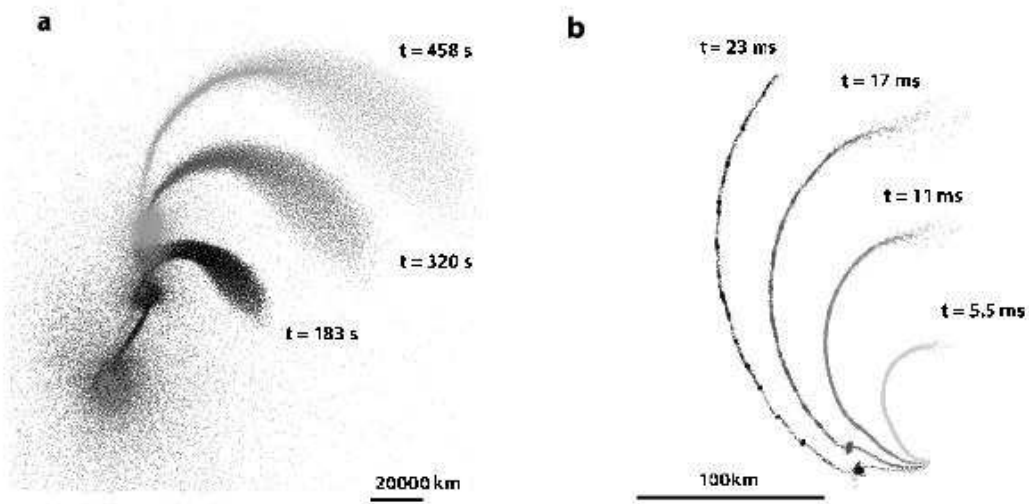 a
t = 458 s
t = 320 s
t = 183 s
20000 km
b
t = 23 ms
t = 17 ms
t = 11 ms
t = 5.5 ms
100km